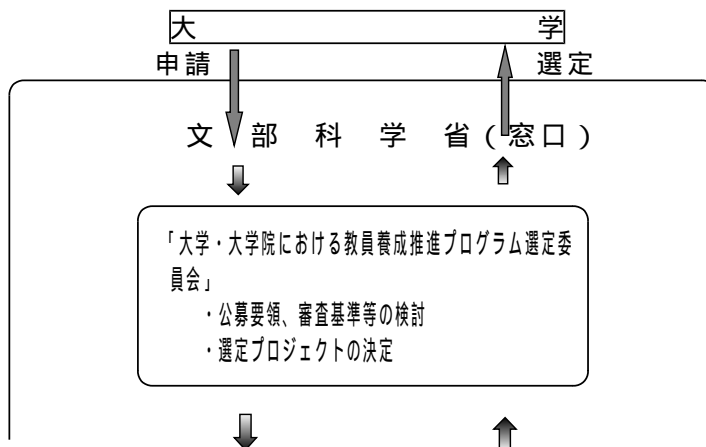 大学
申請 選定
文部科学省(窓口)
「大学・大学院における教員養成推進プログラム選定委
員会」
・公募要領、審査基準等の検討
・選定プロジェクトの決定